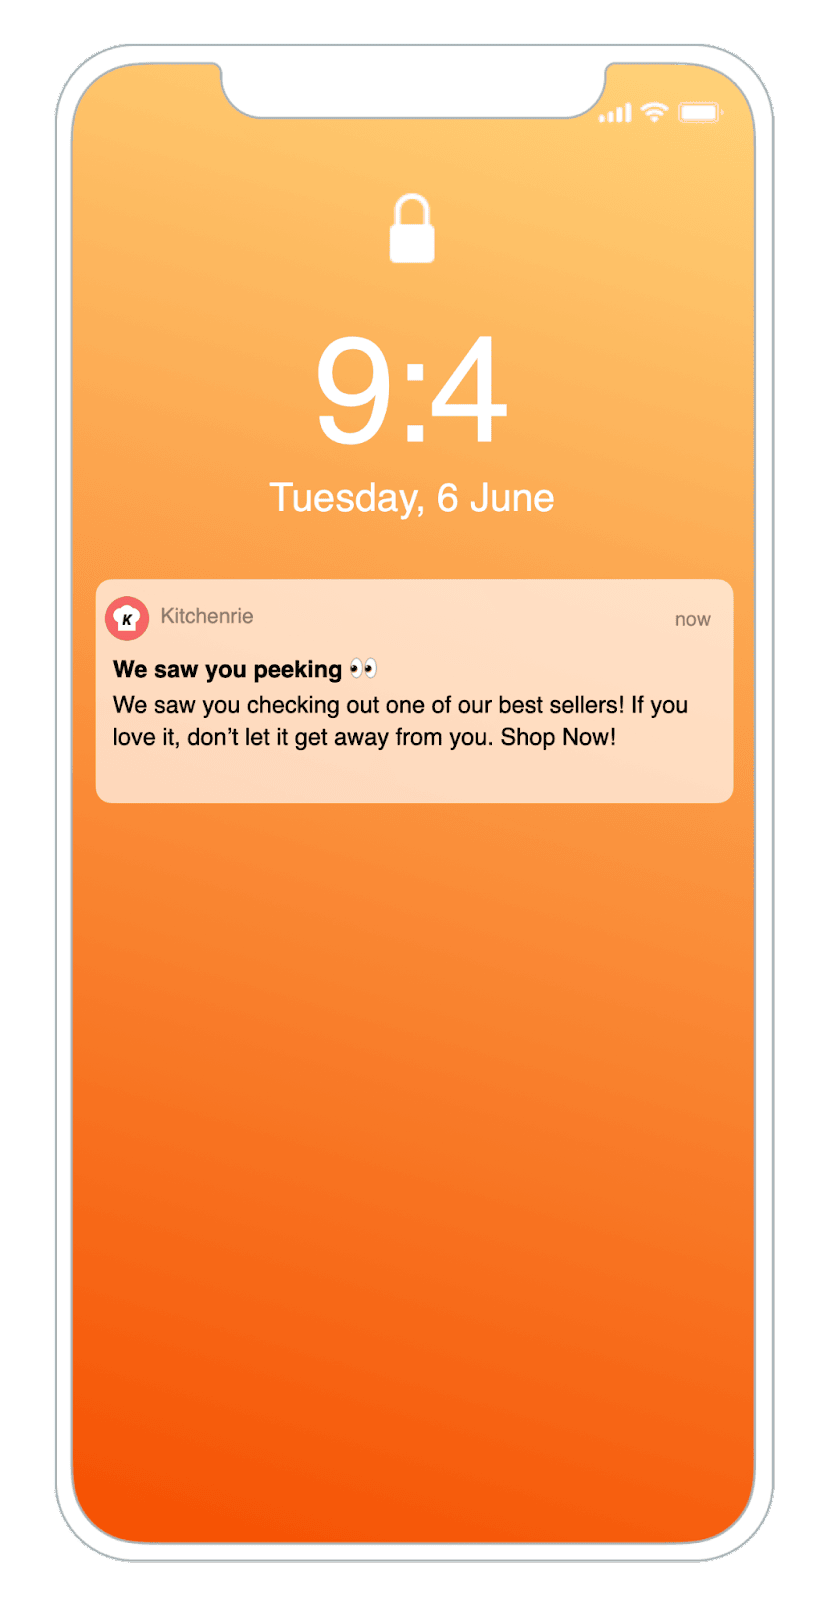 9:4
Tuesday, 6 June
K
Kitchenrie
now
We saw you peeking 👀
We saw you checking out one of our best sellers! If you
love it, don’t let it get away from you. Shop Now!